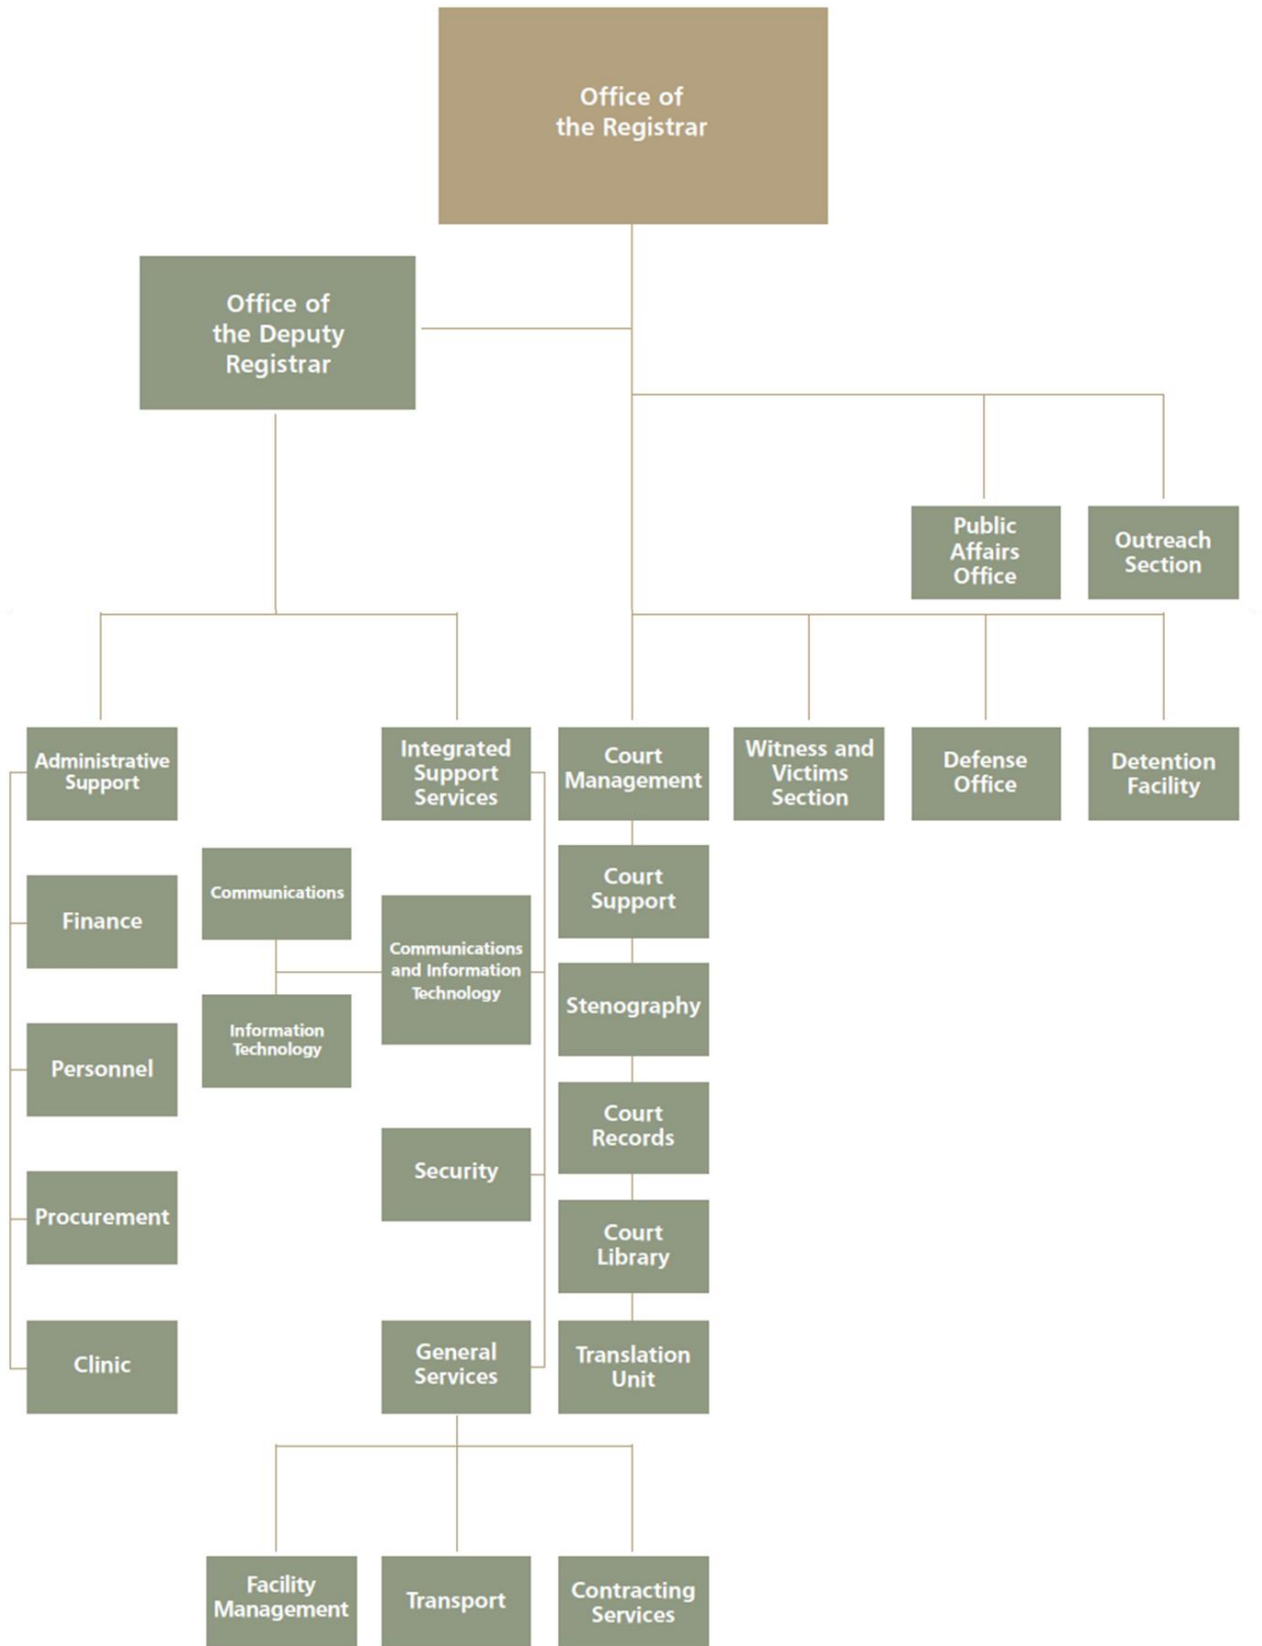 Office of
the Registrar
Office of
the Deputy
Registrar
Public
Affairs
Office
Outreach
Section
Administrative
Support
Integrated
Support
Services
Court
Management
Witness and
Victims
Section
Defense
Office
Detention
Facility
Finance
Personnel
Procurement
Clinic
Communications
Information
Technology
Communications
and Information
Technology
Security
General
Services
Court
Support
Stenography
Court
Records
Court
Library
Translation
Unit
Facility
Management
Transport
Contracting
Services